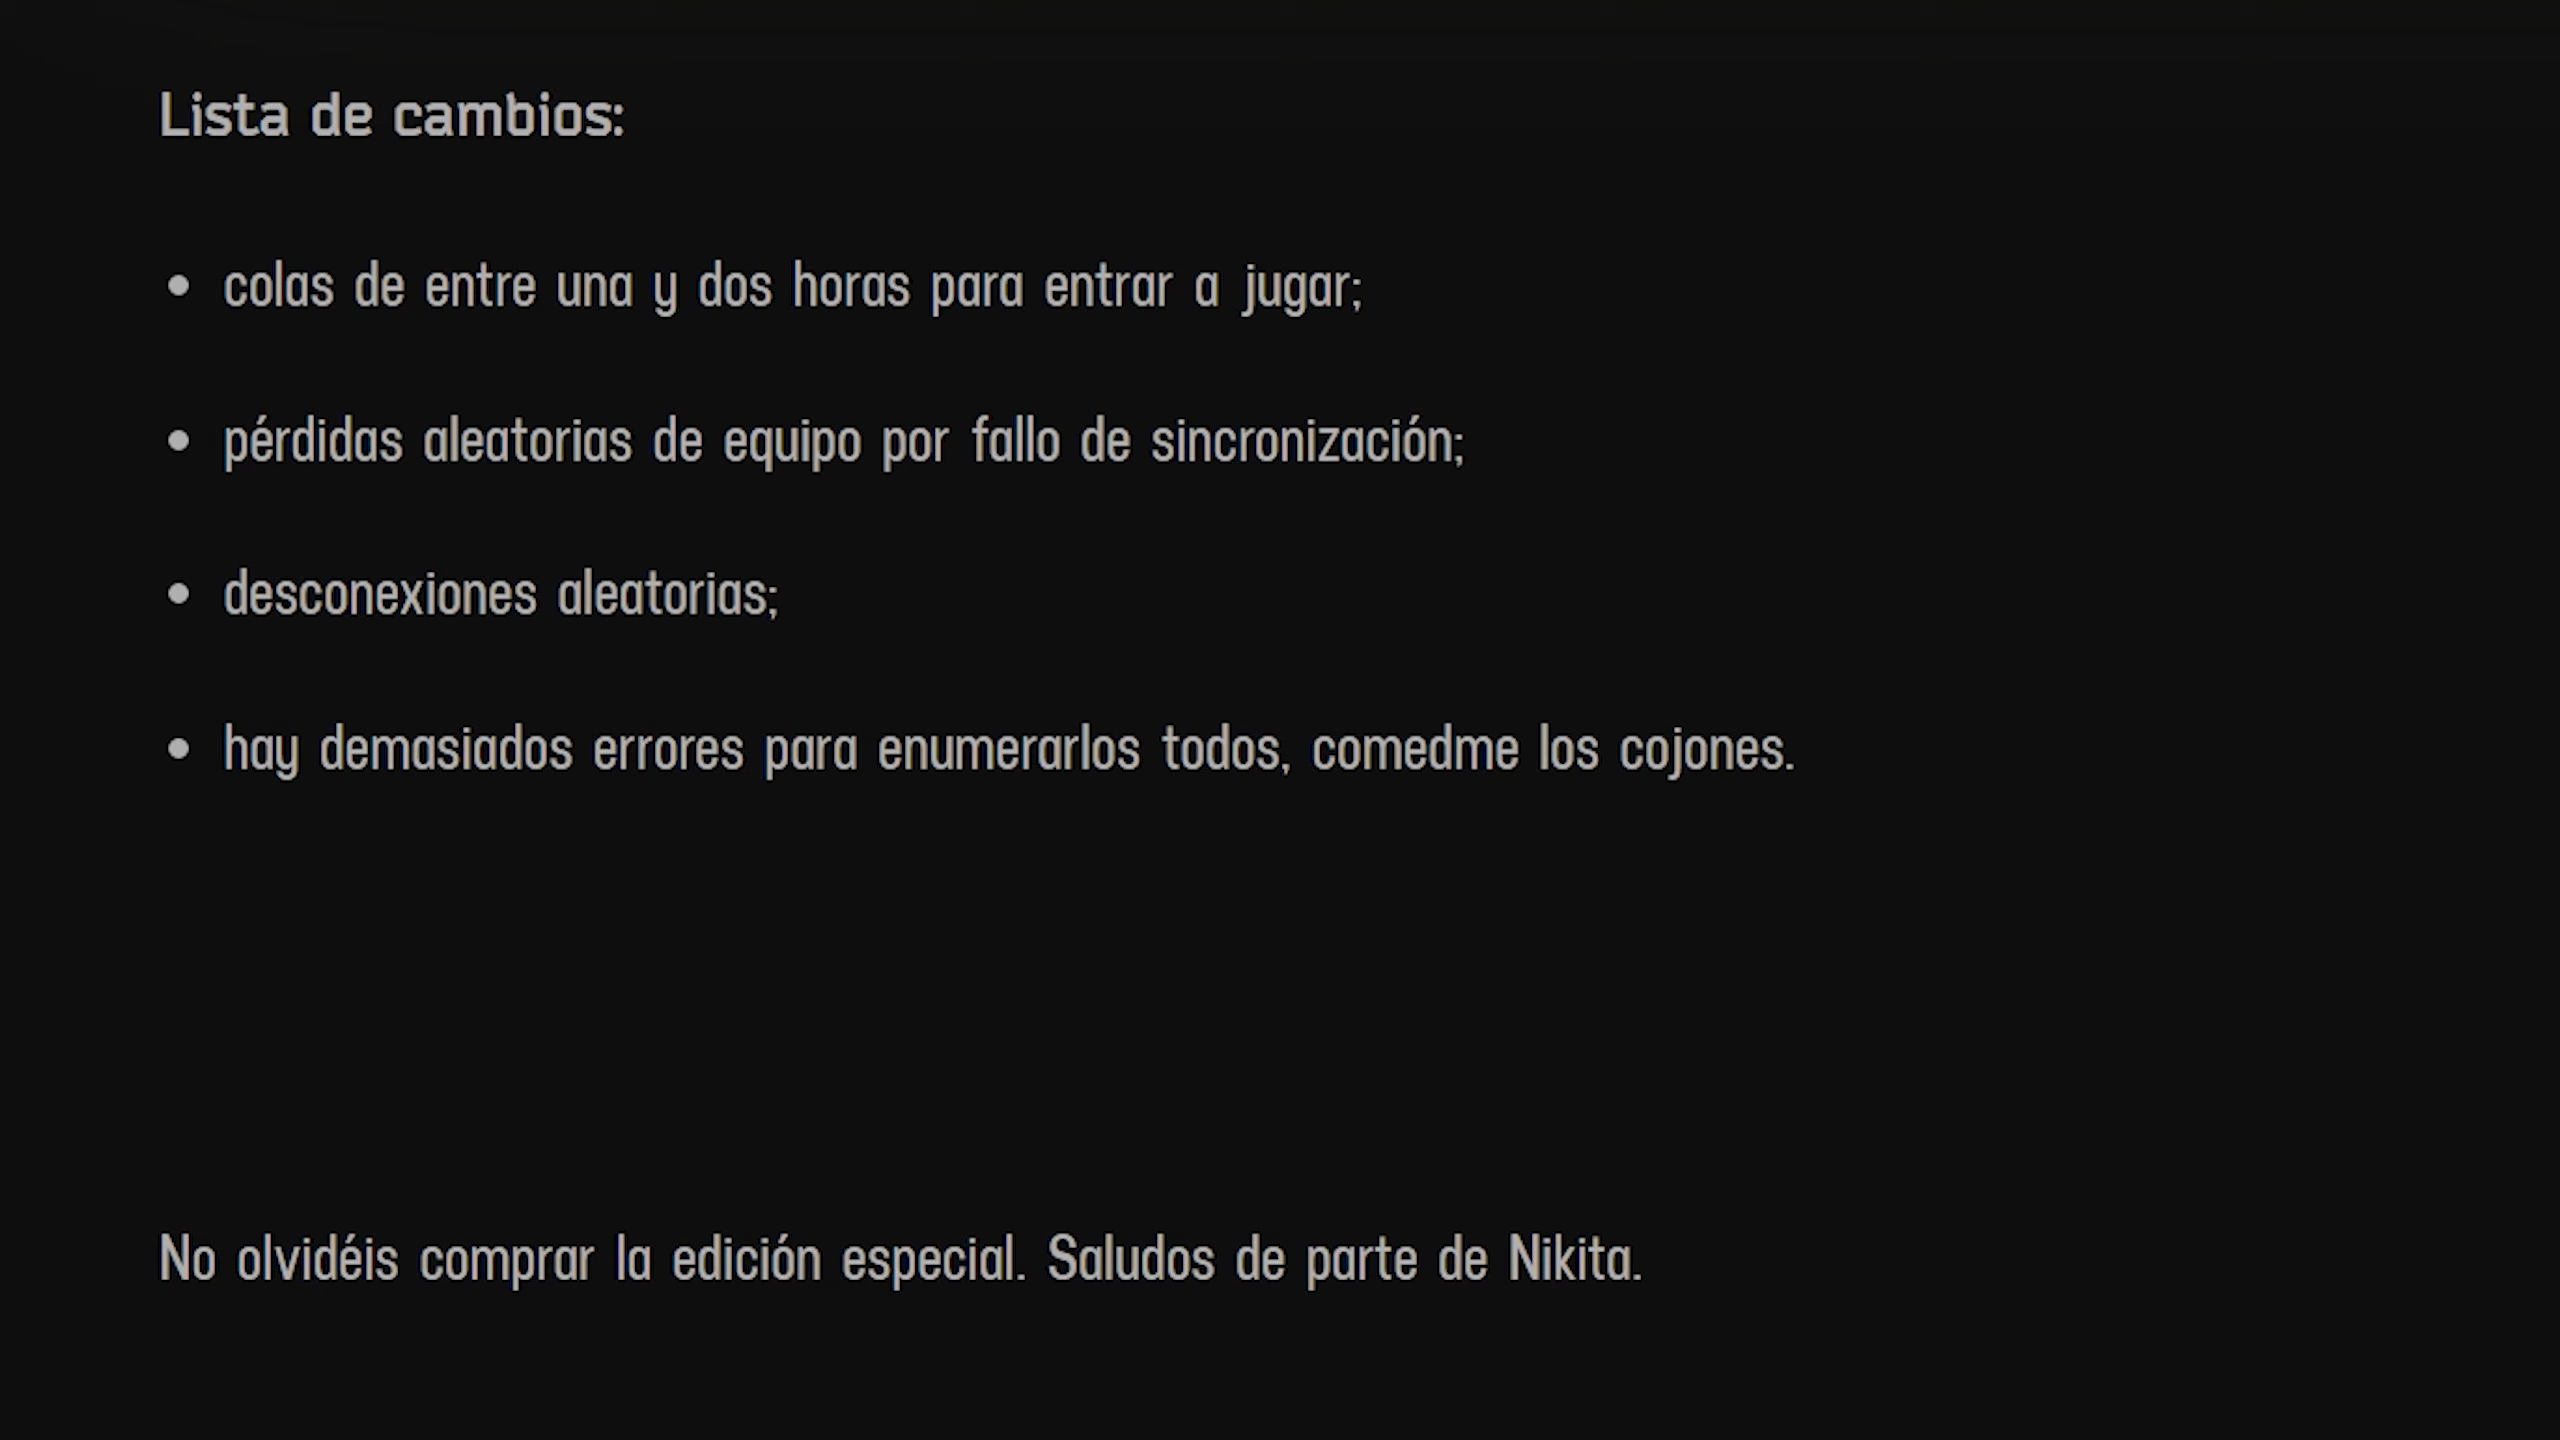 Lista de cambios:
• colas de entre una y dos horas para entrar a jugar;
• pérdidas aleatorias de equipo por fallo de sincronización;
• desconexiones aleatorias;
• hay demasiados errores para enumerarlos todos, comedme los cojones.
No olvidéis comprar la edición especial. Saludos de parte de Nikita.